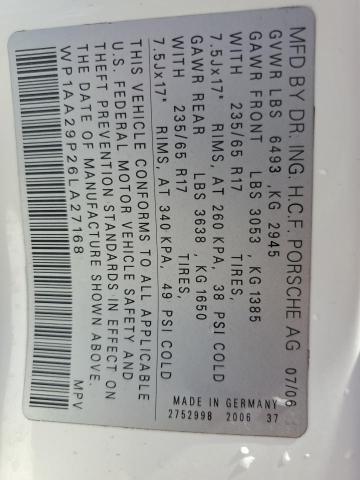 MFD BY DR. ING. H.C.F. PORSCHE AG 07/06
GVWR LBS 6493 ,KG 2945
GAWR FRONT LBS 3053 ,KG1385
WITH 235/65 R17 TIRES,
7.5Jx17" RIMS, AT 260 KPA, 38 PSI COLD
GAWR REAR LBS 3638 ,KG1650
WITH 235/65 R17 TIRES,
7.5Jx17" RIMS, AT 340 KPA, 49 PSI COLD
THIS VEHICLE CONFORMS TO ALL APPLICABLE
U.S. FEDERAL MOTOR VEHICLE SAFETY AND
THEFT PREVENTION STANDARDS IN EFFECT ON
THE DATE OF MANUFACTURE SHOWN ABOVE.
WP1AA29P26LA27168 MPV
MADE IN GERMANY
2752998 2006 37